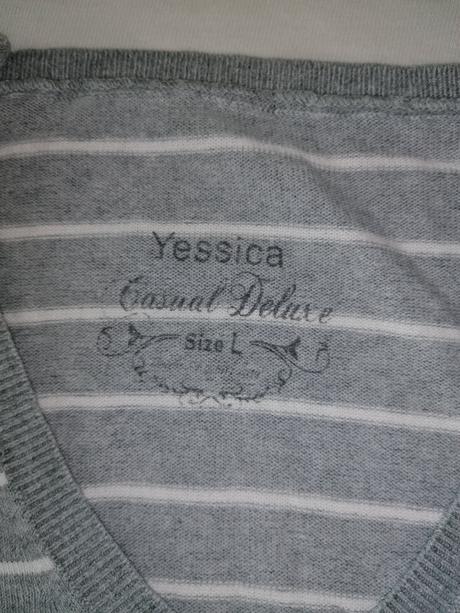 Yessica
Casual Deluxe
Size L